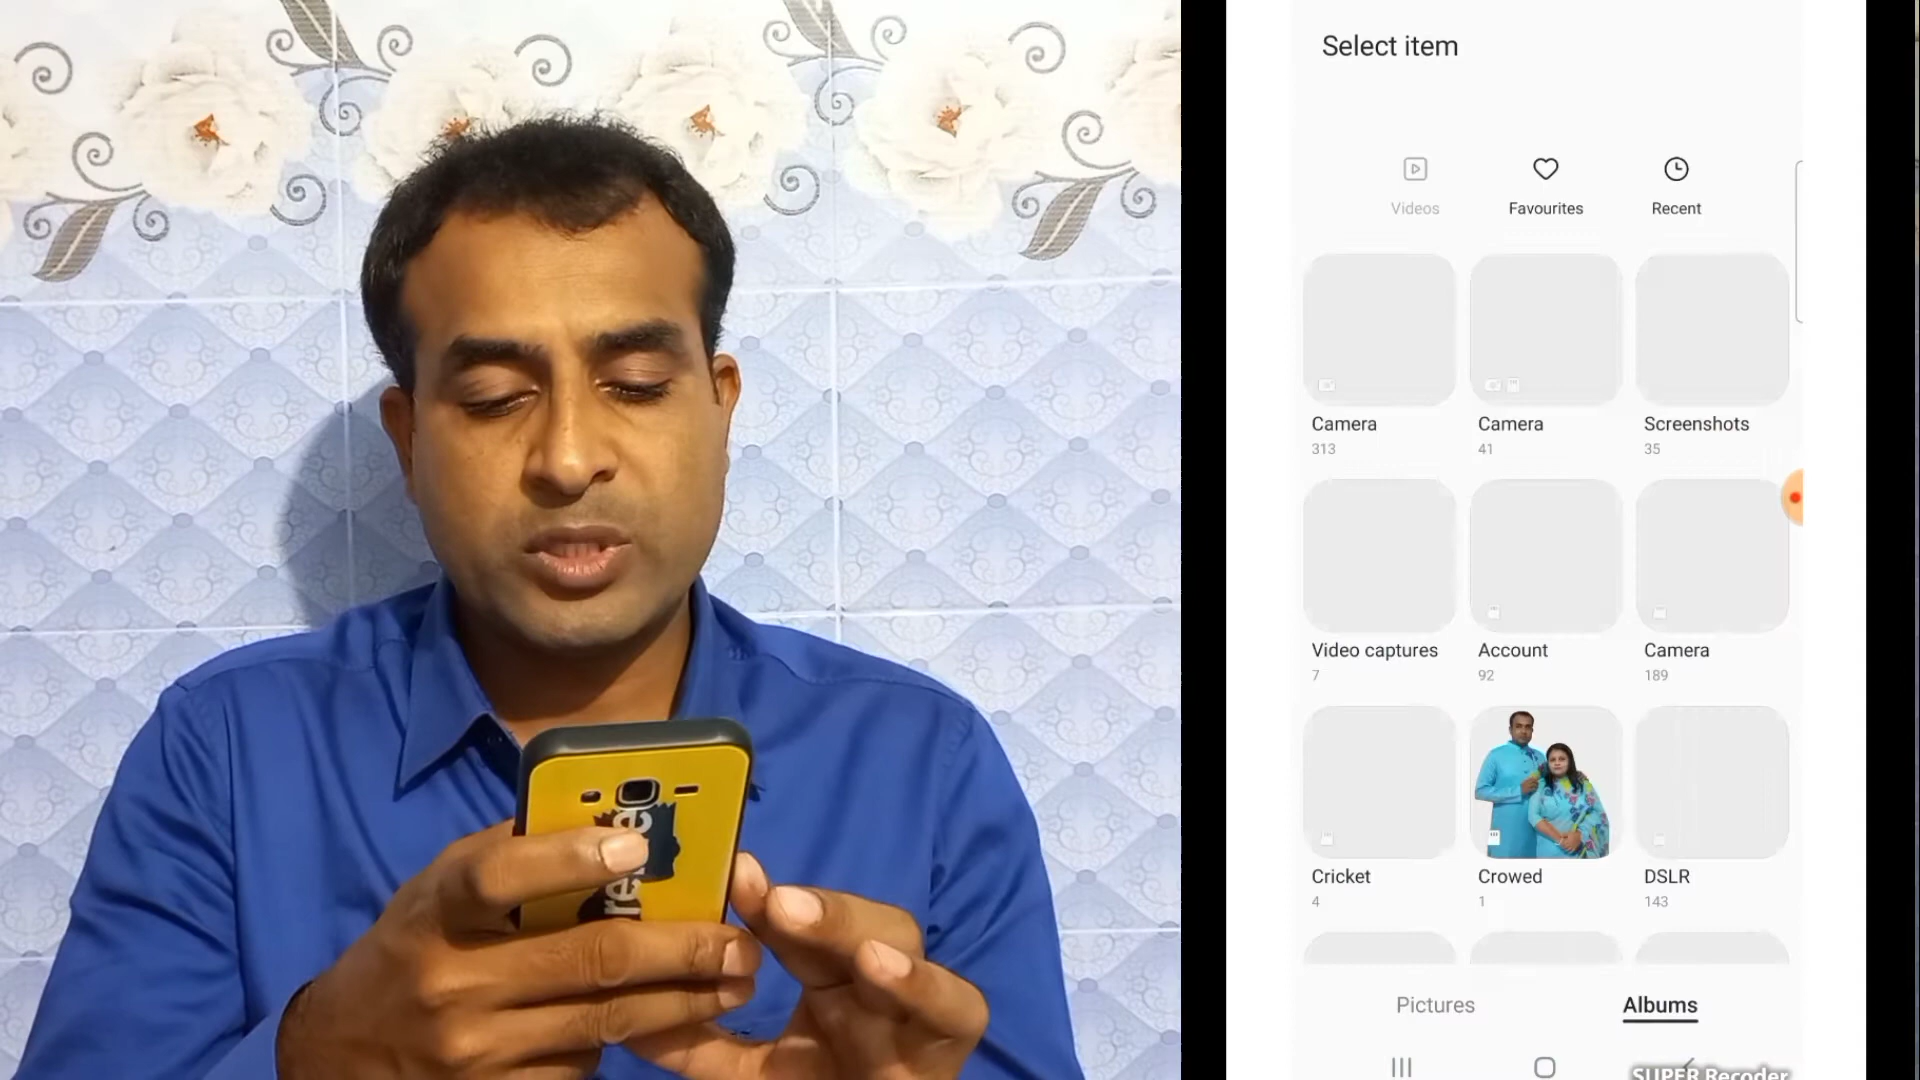 Select item
Videos
Favourites
Recent
Camera
Camera
Screenshots
313
41
35
Video captures
Account
Camera
7
92
189
Cricket
Crowed
DSLR
4
1
143
Pictures
Albums
SUPER Recorder